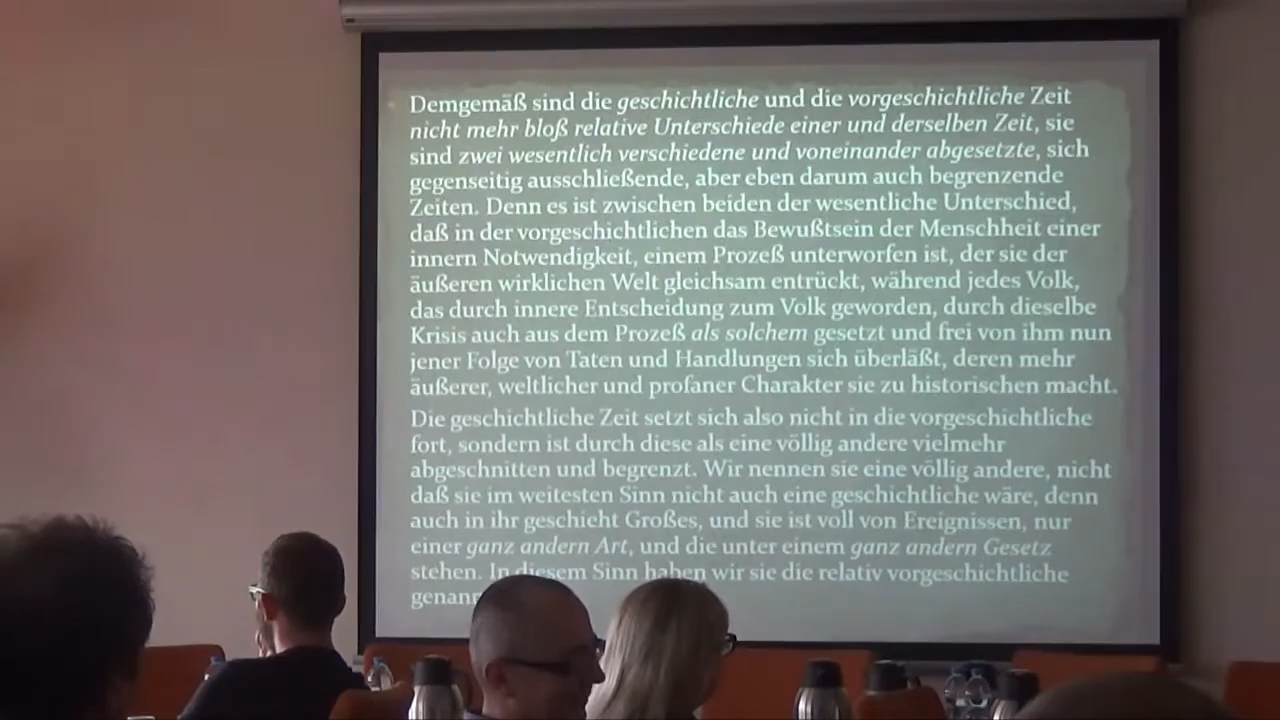 Demgemäß sind die geschichtliche und die vorgeschichtliche Zeit
nicht mehr bloß relative Unterschiede einer und derselben Zeit, sie
sind zwei wesentlich verschiedene und voneinander abgesetzte, sich
gegenseitig ausschließende, aber eben darum auch begrenzende
Zeiten. Denn es ist zwischen beiden der wesentliche Unterschied,
daß in der vorgeschichtlichen das Bewußtsein der Menschheit einer
innern Notwendigkeit, einem Prozeß unterworfen ist, der sie der
äußeren wirklichen Welt gleichsam entrückt, während jedes Volk,
das durch innere Entscheidung zum Volk geworden, durch dieselbe
Krisis auch aus dem Prozeß als solchem gesetzt und frei von ihm nun
jener Folge von Taten und Handlungen sich überläßt, deren mehr
äußerer, weltlicher und profaner Charakter sie zu historischen macht.
Die geschichtliche Zeit setzt sich also nicht in die vorgeschichtliche
fort, sondern ist durch diese als eine völlig andere vielmehr
abgeschnitten und begrenzt. Wir nennen sie eine völlig andere, nicht
daß sie im weitesten Sinn nicht auch eine geschichtliche wäre, denn
auch in ihr geschieht Großes, und sie ist voll von Ereignissen, nur
einer ganz andern Art, und die unter einem ganz andern Gesetz
stehen. In diesem Sinn haben wir sie die relativ vorgeschichtliche